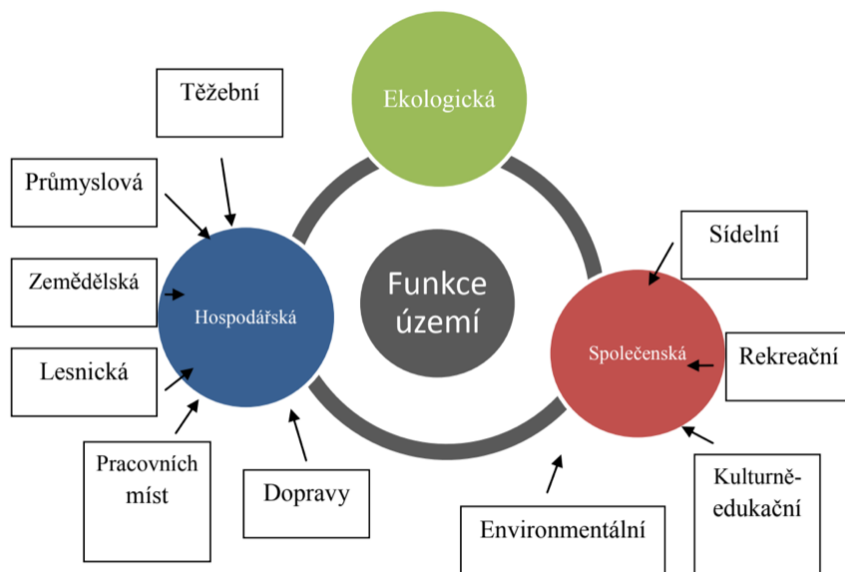 Ekologická
Těžební
Průmyslová
Sídelní
Zemědělská
Funkce
území
Hospodářská
Společenská
Rekreační
Lesnická
Pracovních
míst
Dopravy
Environmentální
Kulturně-
edukační